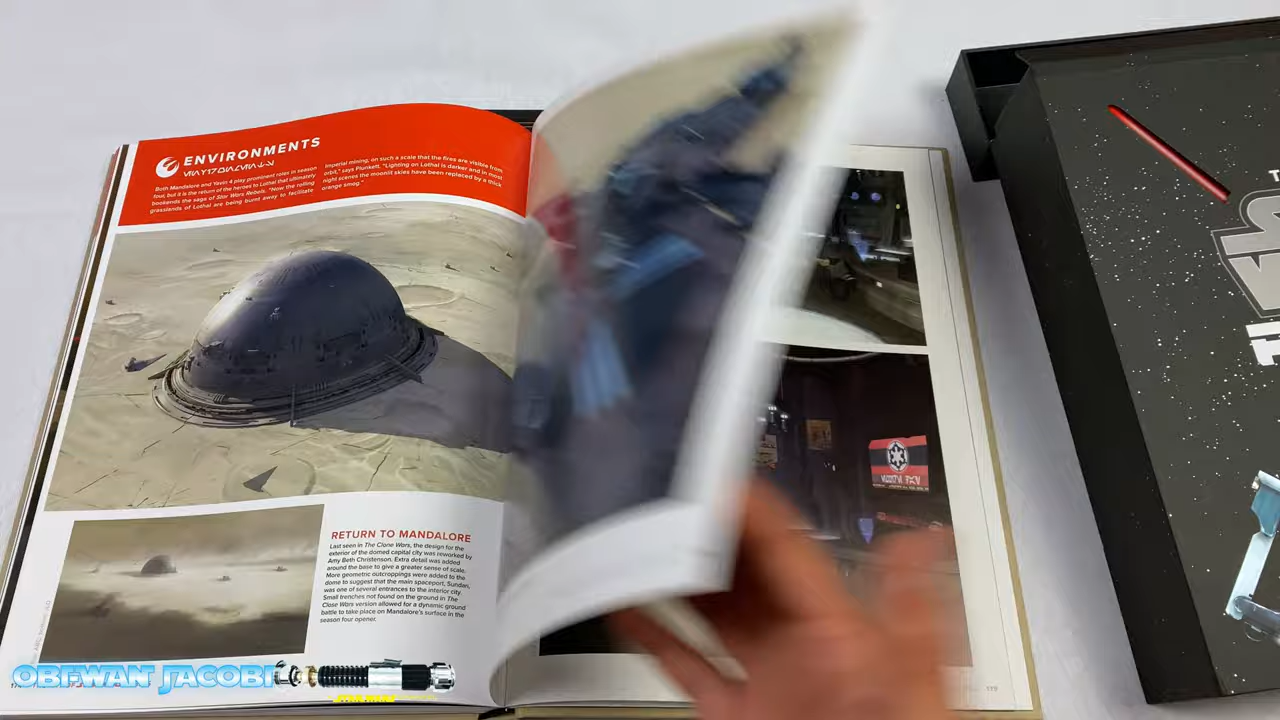 ENVIRONMENTS
Both Mandalore and Yavin 4 play prominent roles in season
four, but it is the return of the heroes to Lothal that ultimately
bookends the saga of Star Wars Rebels. "Now the rolling
grasslands of Lothal are being burnt away to facilitate
Imperial mining, on such a scale that the fires are visible from
orbit," says Plunkett. "Lighting on Lothal is darker and in most
night scenes the moonlit skies have been replaced by a thick
orange smog."
RETURN TO MANDALORE
Last seen in The Clone Wars, the design for the
exterior of the domed capital city was reworked by
Amy Beth Christenson. Extra detail was added
around the base to give a greater sense of scale.
More geometric outcroppings were added to the
dome to suggest that the main spaceport, Sundari,
was one of several entrances to the interior city.
Small trenches not found on the ground in The
Clone Wars version allowed for a dynamic ground
battle to take place on Mandalore's surface in the
season four opener.
OBI-WAN JACOBI
STAR WARS
119